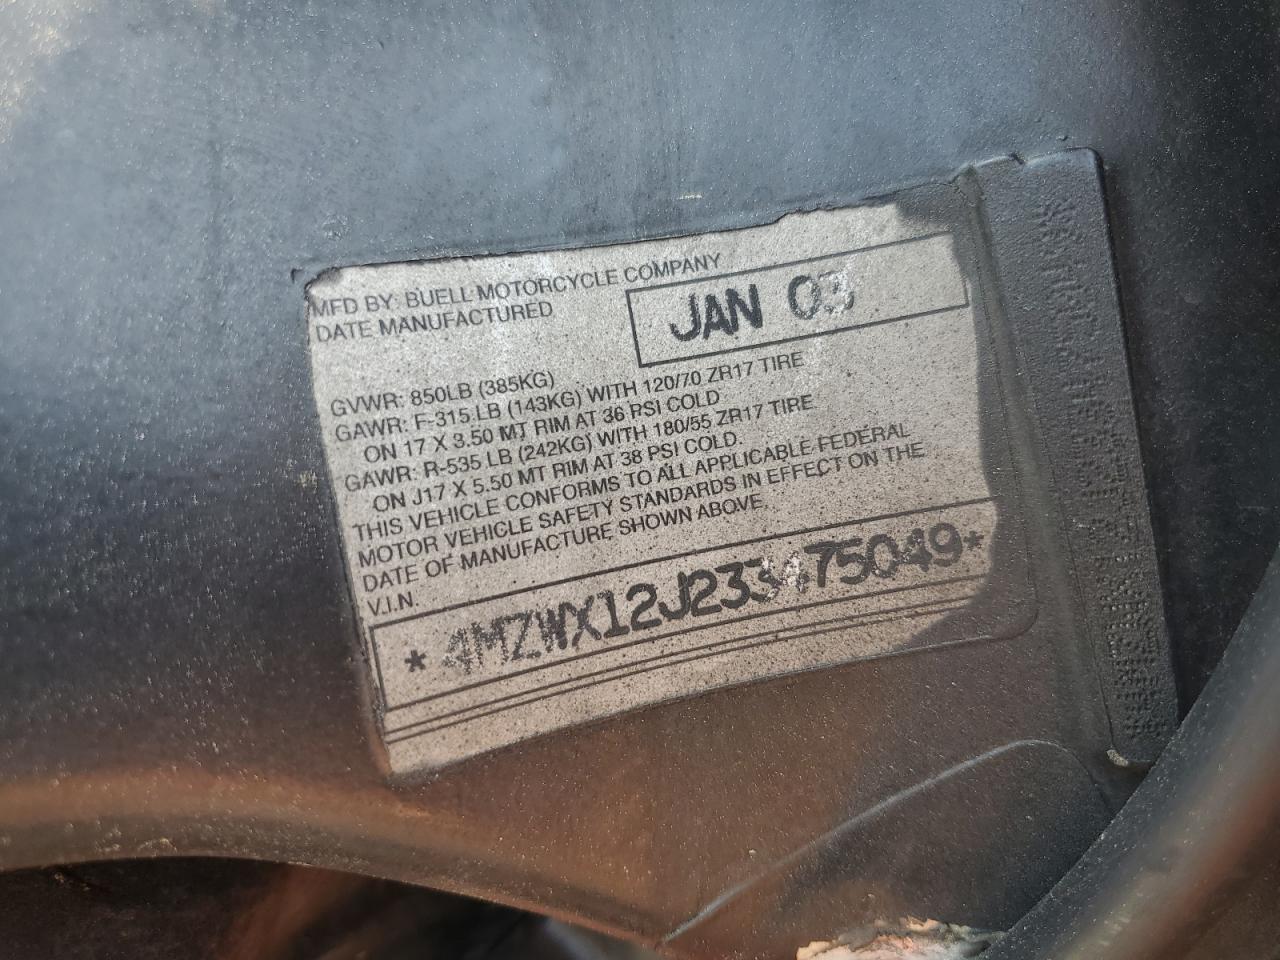 MFD BY: BUELL MOTORCYCLE COMPANY
DATE MANUFACTURED JAN 03
GVWR: 850LB (385KG)
GAWR: F-315 LB (143KG) WITH 120/70 ZR17 TIRE
ON 17 X 3.50 MT RIM AT 36 PSI COLD
GAWR: R-535 LB (242KG) WITH 180/55 ZR17 TIRE
ON J17 X 5.50 MT RIM AT 38 PSI COLD.
THIS VEHICLE CONFORMS TO ALL APPLICABLE FEDERAL
MOTOR VEHICLE SAFETY STANDARDS IN EFFECT ON THE
DATE OF MANUFACTURE SHOWN ABOVE
V.I.N.
*4MZWX12J233475049*